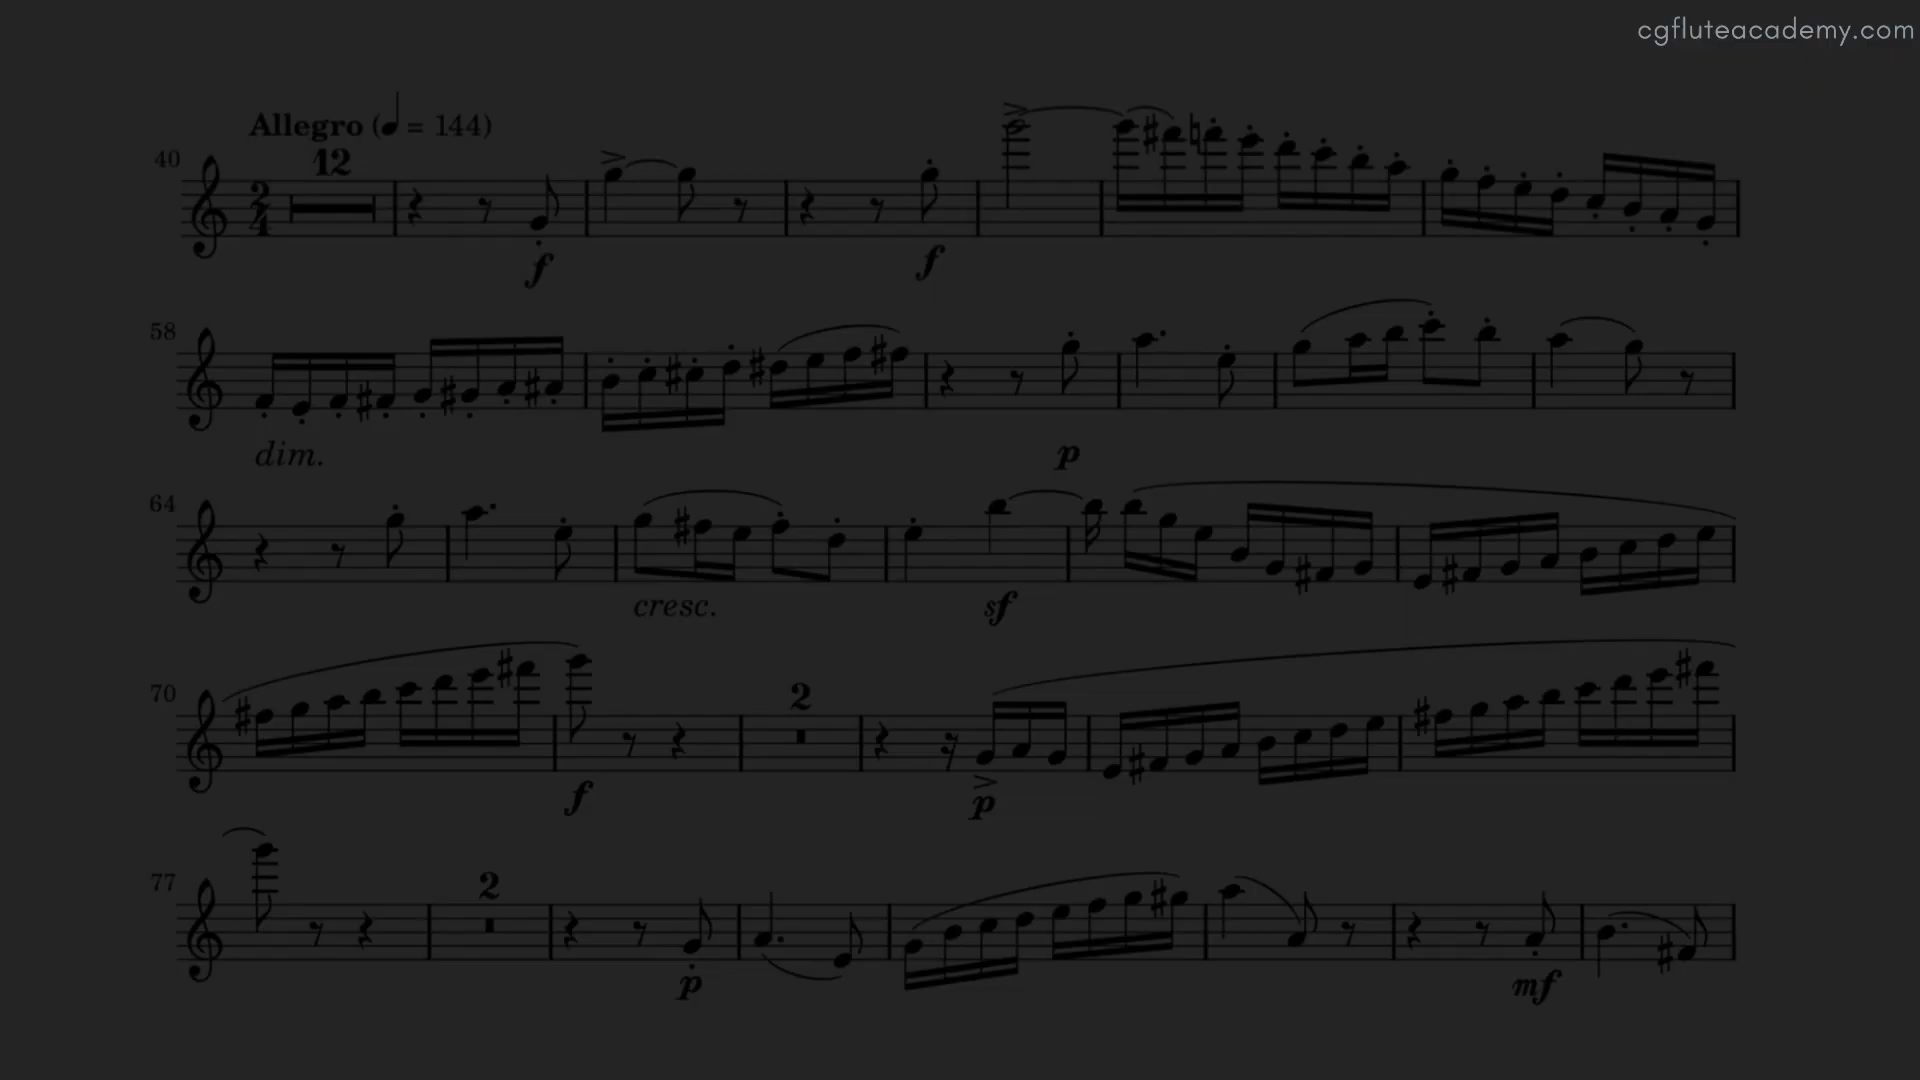 cgfluteacademy.com
Allegro (♩ = 144)
40
12
2
4
f
f
58
dim.
p
64
cresc.
sf
70
2
f
p
77
2
p
mf